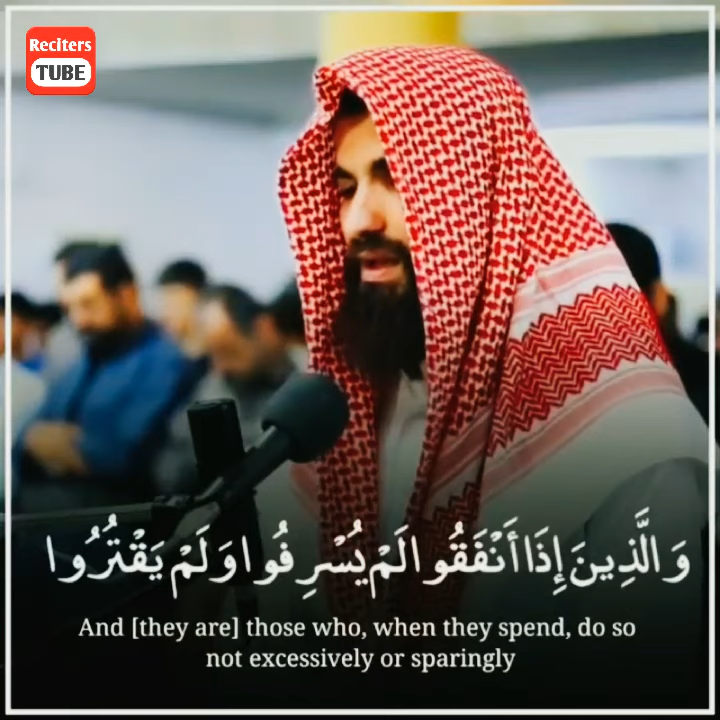 Reciters
TUBE
وَالَّذِينَ إِذَا أَنْفَقُوا لَمْ يُسْرِفُوا وَلَمْ يَقْتُرُوا
And [they are] those who, when they spend, do so
not excessively or sparingly